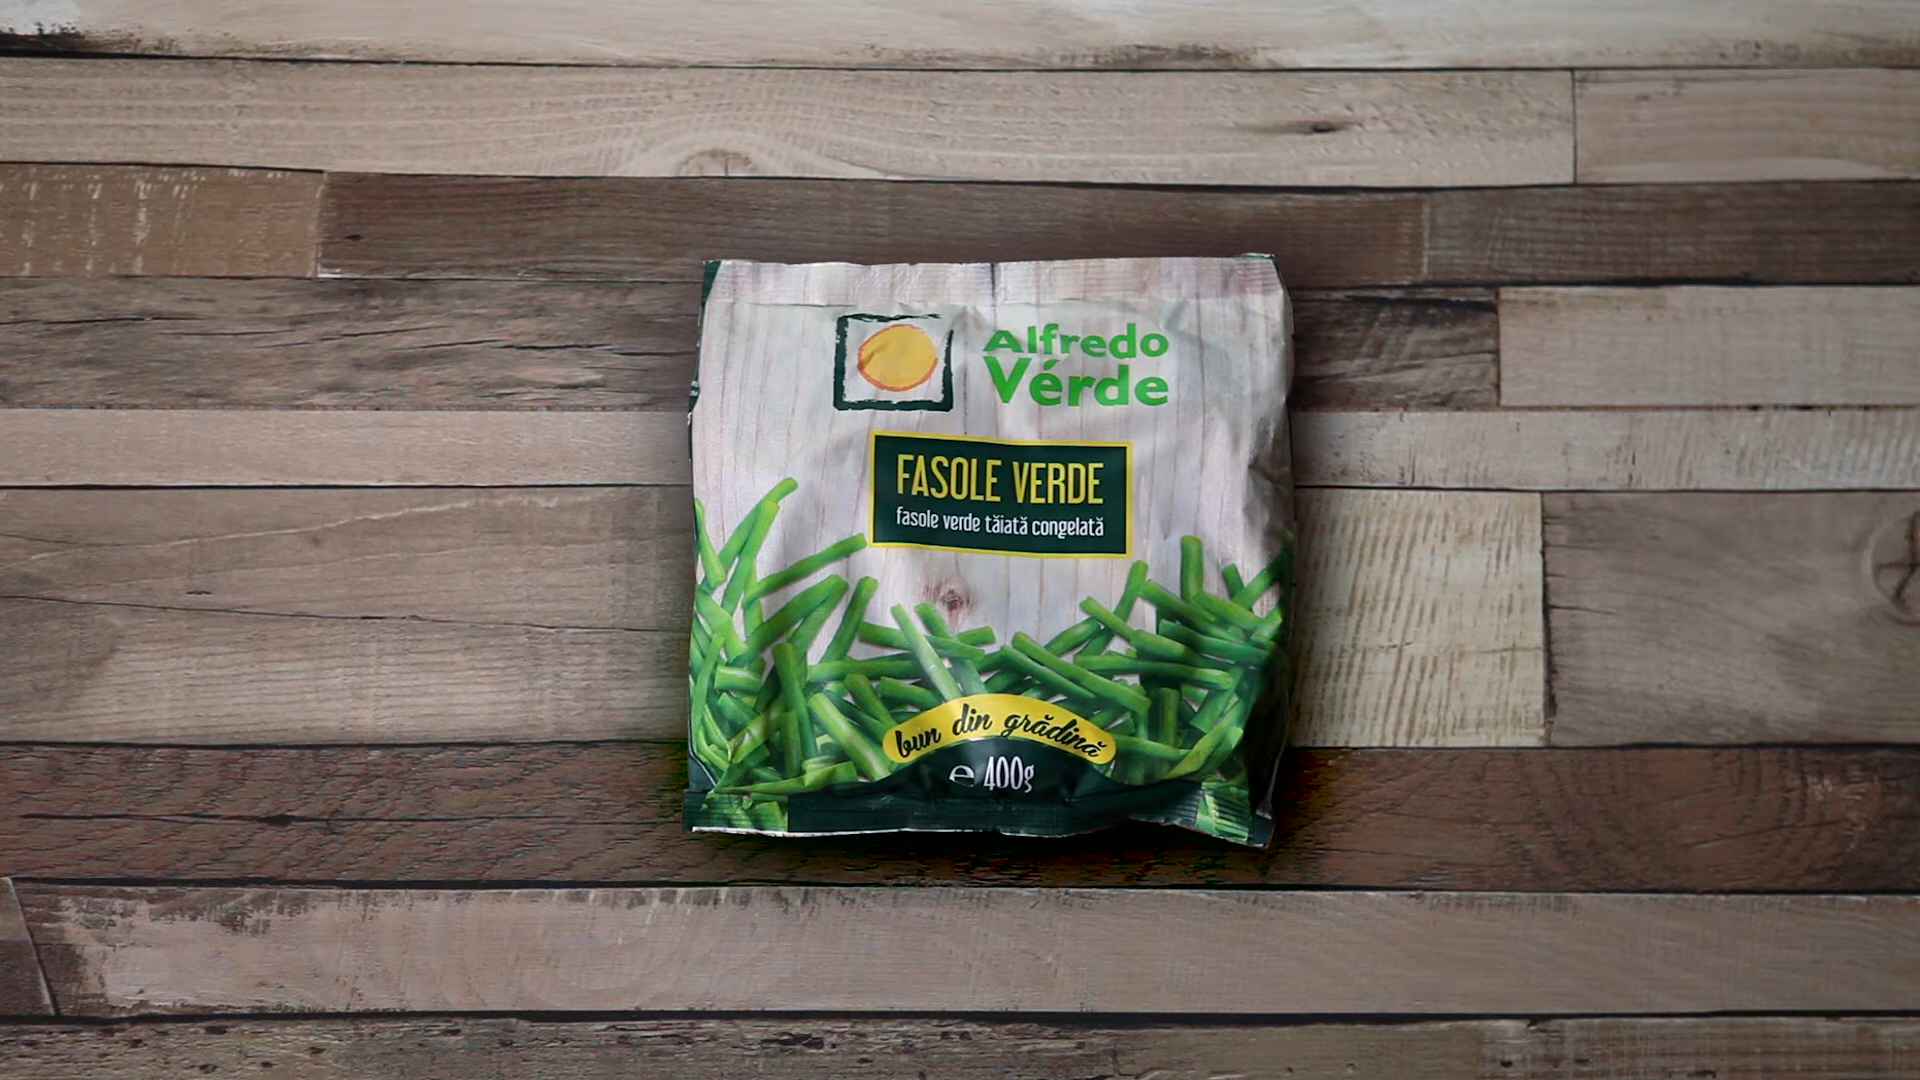 Alfredo
Vérde
FASOLE VERDE
fasole verde tăiată congelată
bun din grădină
℮ 400g